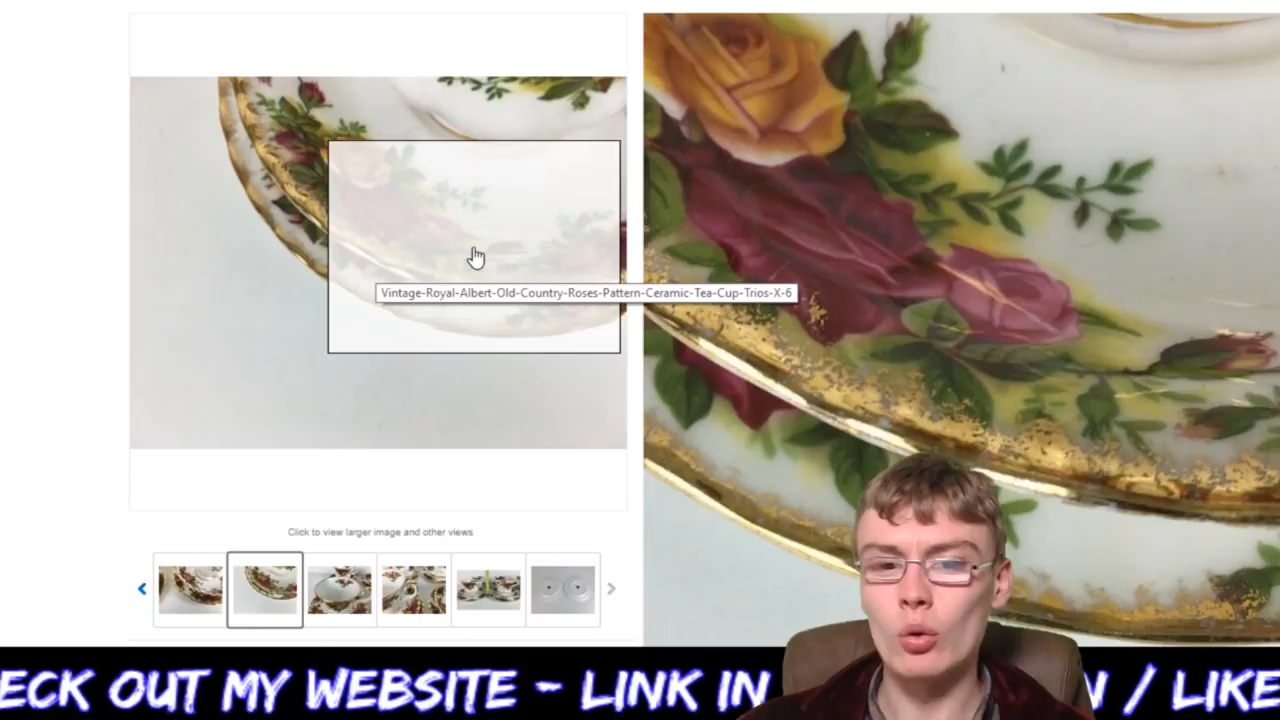 Vintage-Royal-Albert-Old-Country-Roses-Pattern-Ceramic-Tea-Cup-Trios-X-6
Click to view larger image and other views
ECK OUT MY WEBSITE - LINK IN N / LIKE